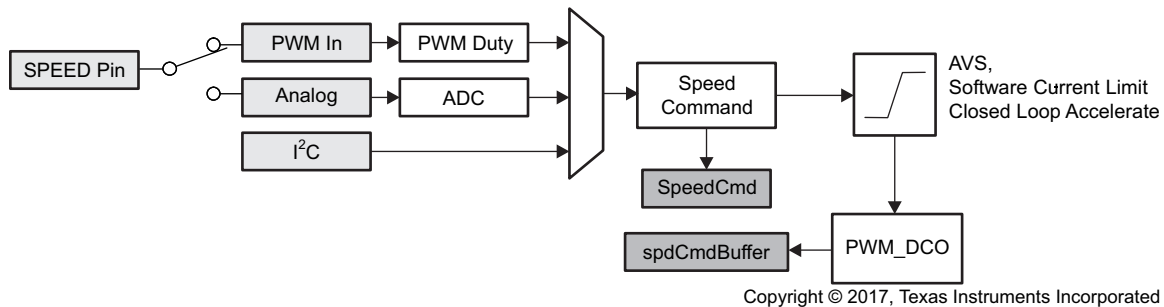 SPEED Pin
PWM In
PWM Duty
Analog
ADC
I²C
Speed
Command
SpeedCmd
AVS,
Software Current Limit
Closed Loop Accelerate
spdCmdBuffer
PWM_DCO
Copyright © 2017, Texas Instruments Incorporated